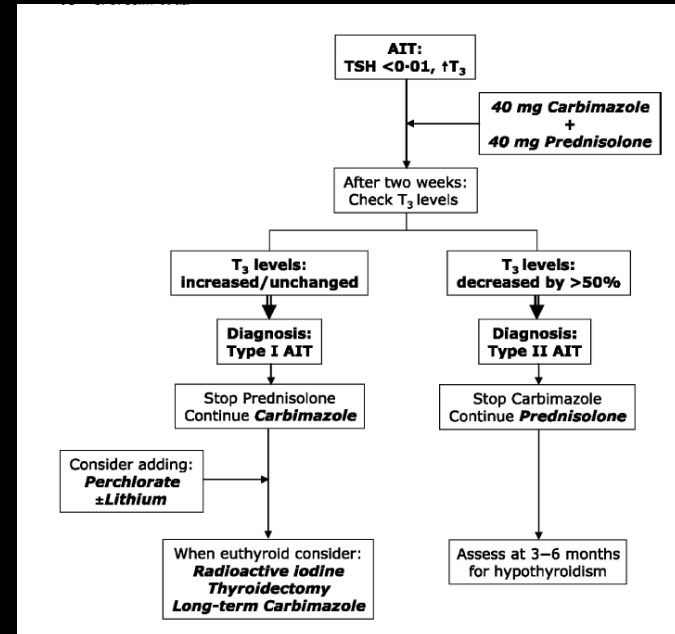 AIT:
TSH <0·01, ↑T₃
40 mg Carbimazole
+
40 mg Prednisolone
After two weeks:
Check T₃ levels
T₃ levels:
increased/unchanged
T₃ levels:
decreased by >50%
Diagnosis:
Type I AIT
Diagnosis:
Type II AIT
Stop Prednisolone
Continue Carbimazole
Stop Carbimazole
Continue Prednisolone
Consider adding:
Perchlorate
±Lithium
When euthyroid consider:
Radioactive iodine
Thyroidectomy
Long-term Carbimazole
Assess at 3–6 months
for hypothyroidism